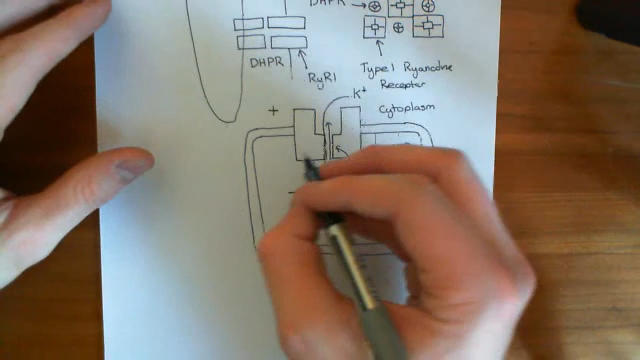 DHPR
DHPR
RyR1
Type 1 Ryanodine
Receptor
K+
Cytoplasm
+